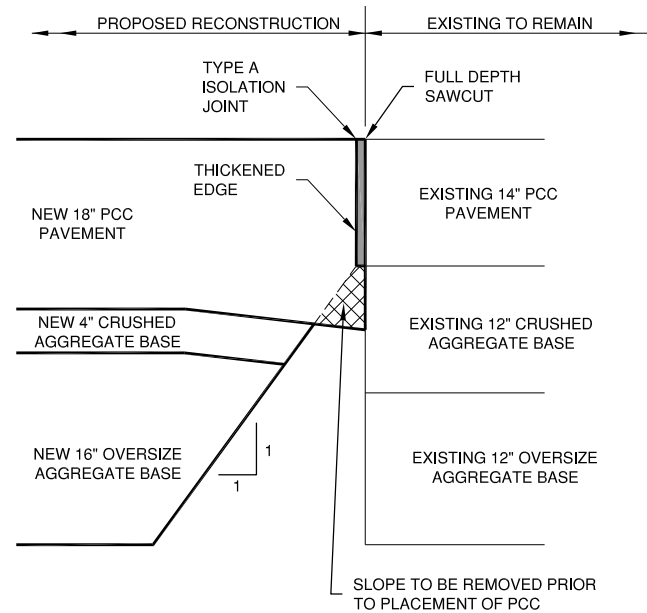 PROPOSED RECONSTRUCTION
EXISTING TO REMAIN
TYPE A
ISOLATION
JOINT
FULL DEPTH
SAWCUT
THICKENED
EDGE
NEW 18" PCC
PAVEMENT
EXISTING 14" PCC
PAVEMENT
NEW 4" CRUSHED
AGGREGATE BASE
EXISTING 12" CRUSHED
AGGREGATE BASE
NEW 16" OVERSIZE
AGGREGATE BASE
1
1
EXISTING 12" OVERSIZE
AGGREGATE BASE
SLOPE TO BE REMOVED PRIOR
TO PLACEMENT OF PCC